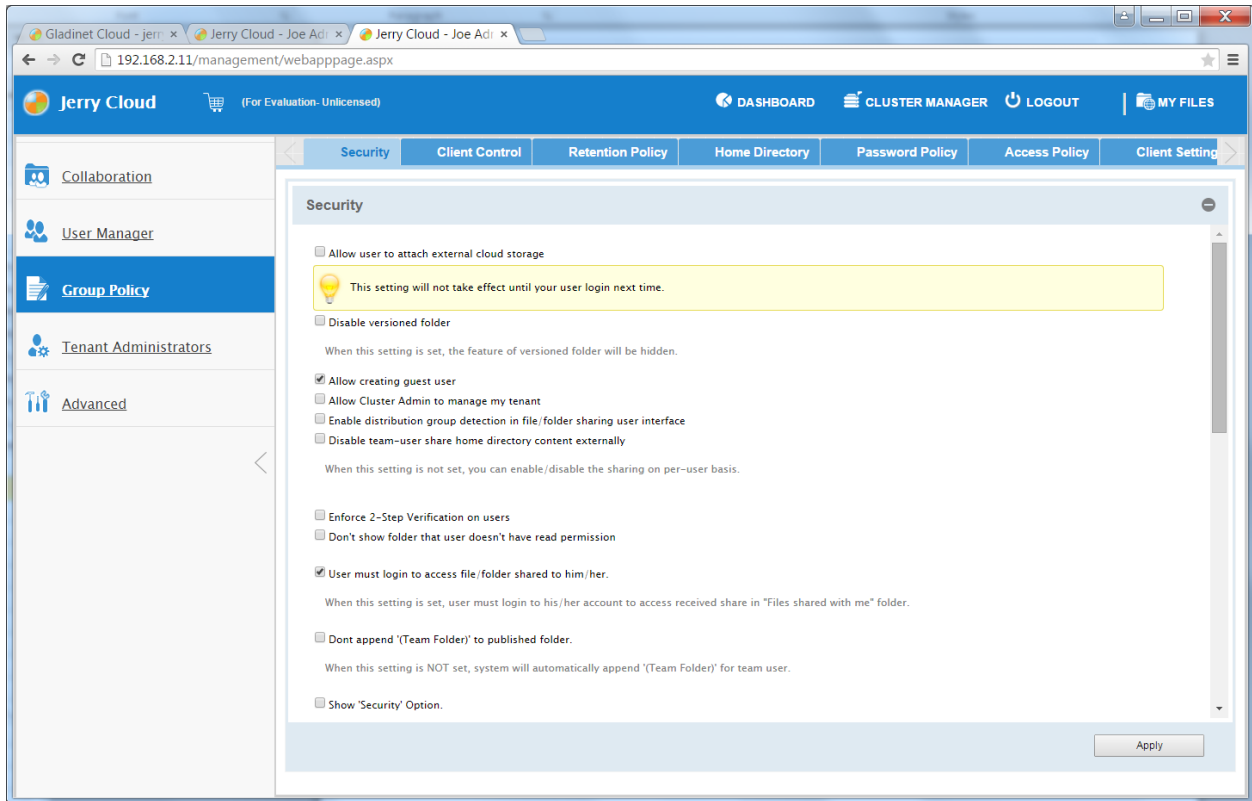 Gladinet Cloud - jerr
Jerry Cloud - Joe Adr
Jerry Cloud - Joe Adr
192.168.2.11/management/webapppage.aspx
Jerry Cloud
(For Evaluation- Unlicensed)
DASHBOARD
CLUSTER MANAGER
LOGOUT
MY FILES
Collaboration
User Manager
Group Policy
Tenant Administrators
Advanced
Security
Client Control
Retention Policy
Home Directory
Password Policy
Access Policy
Client Setting
Security
Allow user to attach external cloud storage
This setting will not take effect until your user login next time.
Disable versioned folder
When this setting is set, the feature of versioned folder will be hidden.
Allow creating guest user
Allow Cluster Admin to manage my tenant
Enable distribution group detection in file/folder sharing user interface
Disable team-user share home directory content externally
When this setting is not set, you can enable/disable the sharing on per-user basis.
Enforce 2-Step Verification on users
Don't show folder that user doesn't have read permission
User must login to access file/folder shared to him/her.
When this setting is set, user must login to his/her account to access received share in "Files shared with me" folder.
Dont append '(Team Folder)' to published folder.
When this setting is NOT set, system will automatically append '(Team Folder)' for team user.
Show 'Security' Option.
Apply